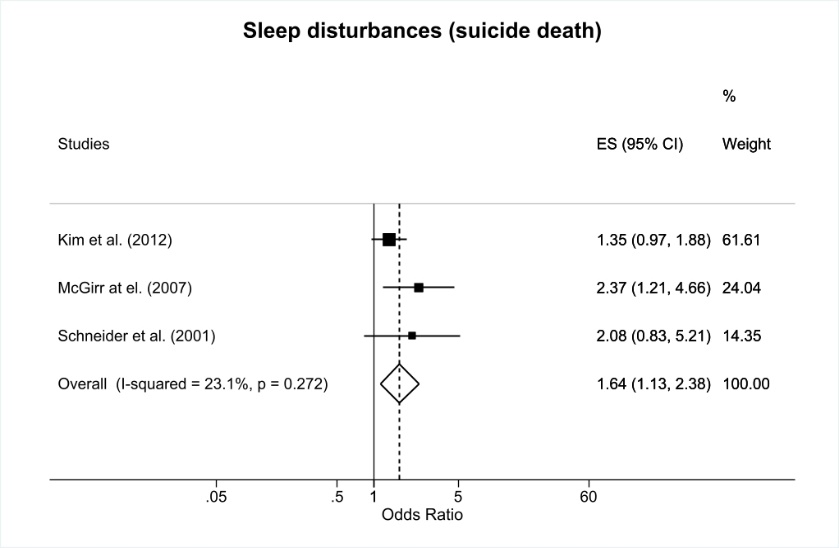 Sleep disturbances (suicide death)
%
Studies ES (95% CI) Weight
Kim et al. (2012) 1.35 (0.97, 1.88) 61.61
McGirr at el. (2007) 2.37 (1.21, 4.66) 24.04
Schneider et al. (2001) 2.08 (0.83, 5.21) 14.35
Overall (I-squared = 23.1%, p = 0.272) 1.64 (1.13, 2.38) 100.00
.05 .5 1 5 60
Odds Ratio